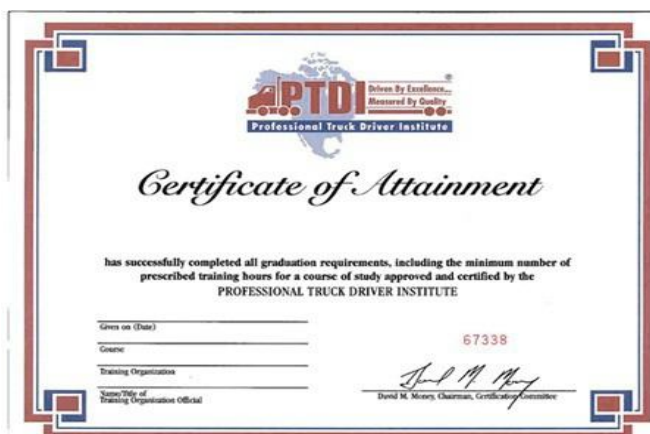 PTDI
Driven By Excellence...
Measured By Quality
®
Professional Truck Driver Institute
Certificate of Attainment
has successfully completed all graduation requirements, including the minimum number of
prescribed training hours for a course of study approved and certified by the
PROFESSIONAL TRUCK DRIVER INSTITUTE
Given on (Date)
Course
Training Organization
Name/Title of
Training Organization Official
67338
David M. Money
David M. Money, Chairman, Certification Committee